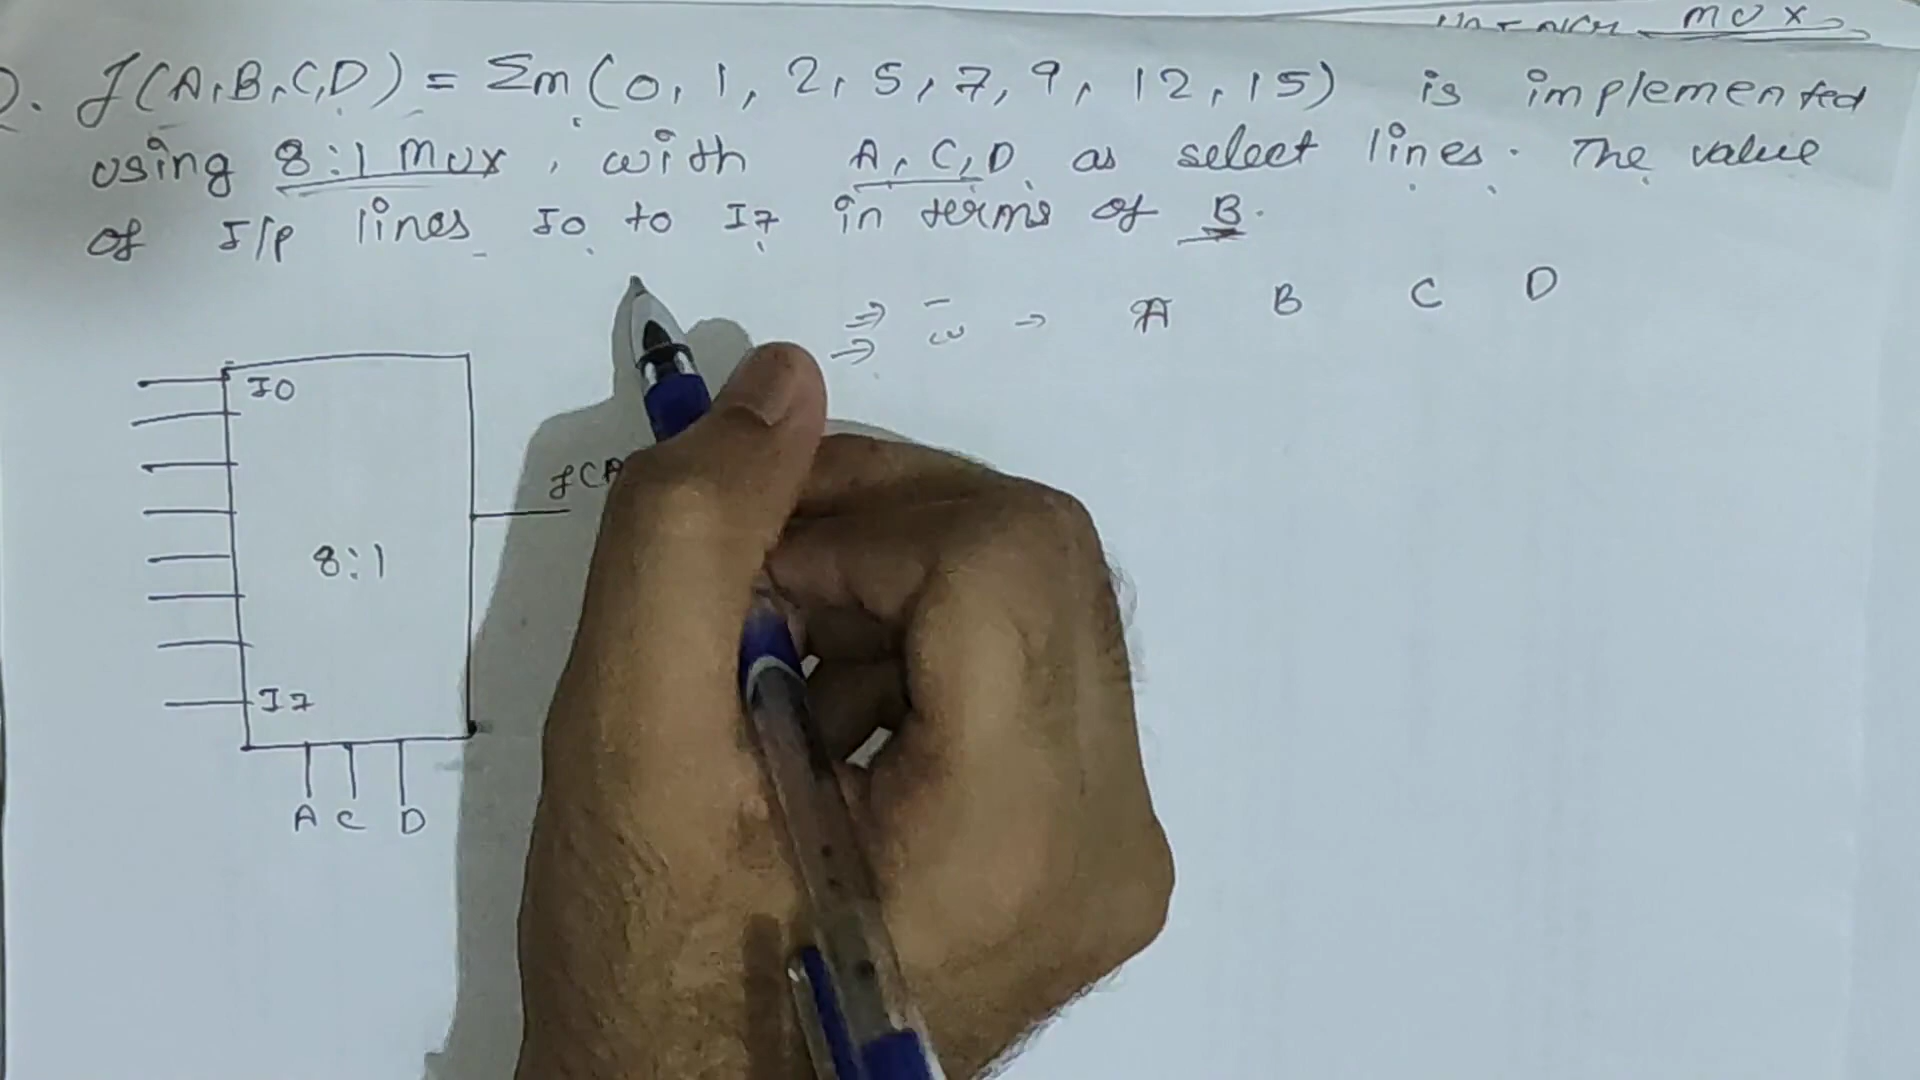 MUX
Q. f(A,B,C,D) = Σm(0, 1, 2, 5, 7, 9, 12, 15) is implemented
using 8:1 MUX, with A, C, D as select lines. The value
of I/P lines I0 to I7 in terms of B.
⇒ → A B C D
⇒
I0
f(A
8:1
I7
A C D